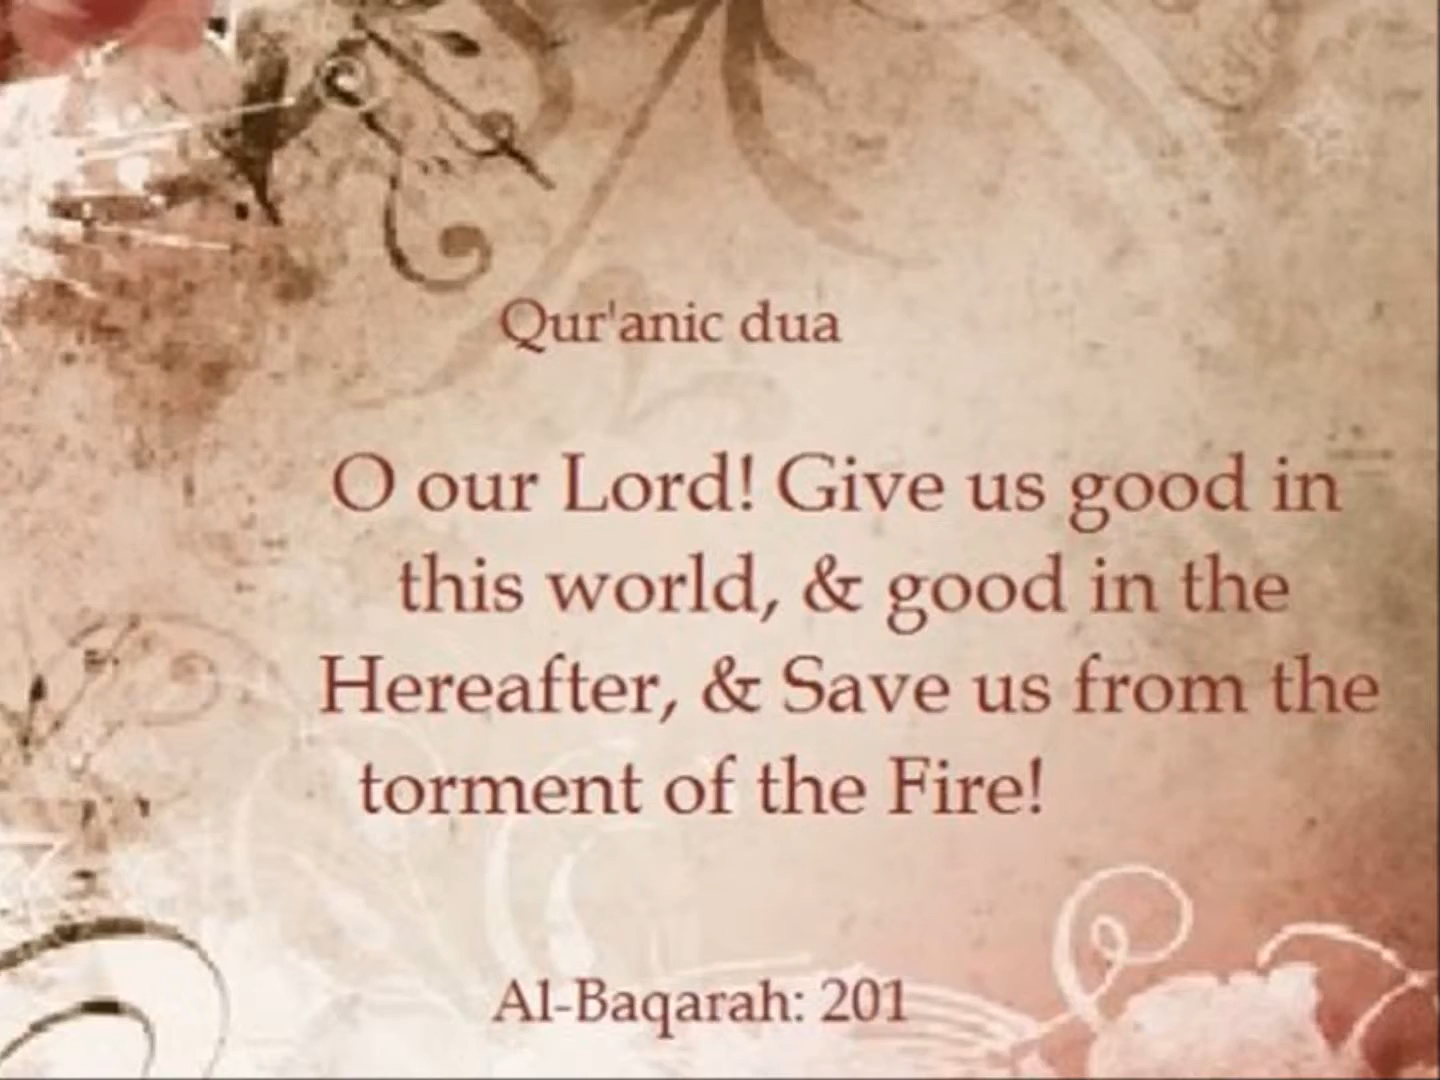 Qur'anic dua
O our Lord! Give us good in
this world, & good in the
Hereafter, & Save us from the
torment of the Fire!
Al-Baqarah: 201